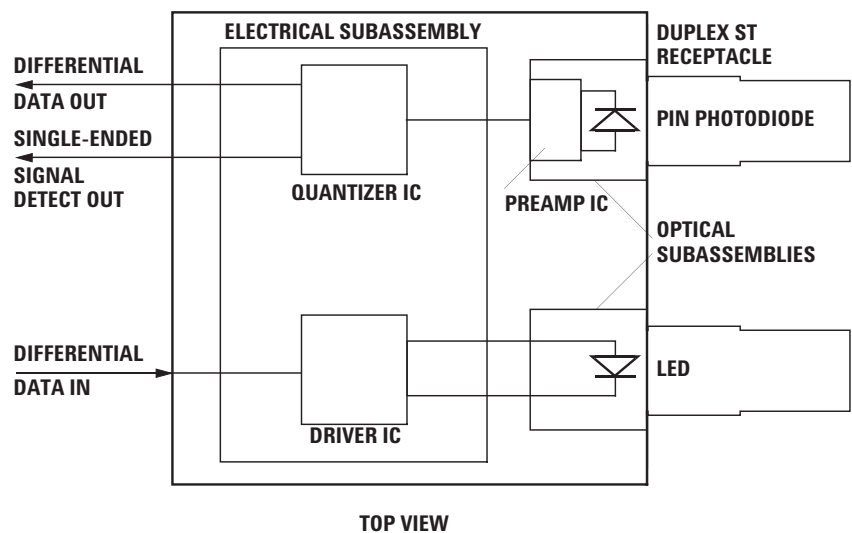 ELECTRICAL SUBASSEMBLY
DUPLEX ST
RECEPTACLE
DIFFERENTIAL
DATA OUT
SINGLE-ENDED
SIGNAL
DETECT OUT
QUANTIZER IC
PREAMP IC
PIN PHOTODIODE
OPTICAL
SUBASSEMBLIES
DIFFERENTIAL
DATA IN
DRIVER IC
LED
TOP VIEW